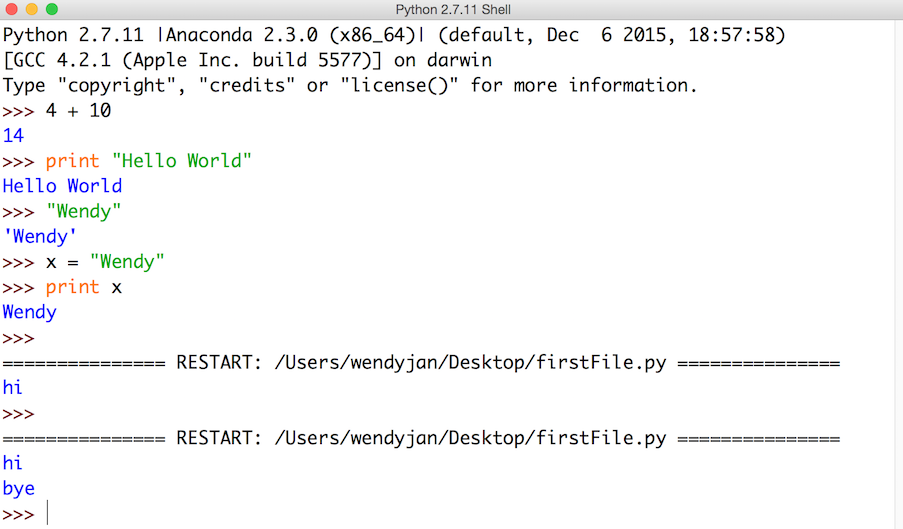 Python 2.7.11 Shell
Python 2.7.11 |Anaconda 2.3.0 (x86_64)| (default, Dec  6 2015, 18:57:58)
[GCC 4.2.1 (Apple Inc. build 5577)] on darwin
Type "copyright", "credits" or "license()" for more information.
>>> 4 + 10
14
>>> print "Hello World"
Hello World
>>> "Wendy"
'Wendy'
>>> x = "Wendy"
>>> print x
Wendy
>>>
=============== RESTART: /Users/wendyjan/Desktop/firstFile.py ===============
hi
>>>
=============== RESTART: /Users/wendyjan/Desktop/firstFile.py ===============
hi
bye
>>>